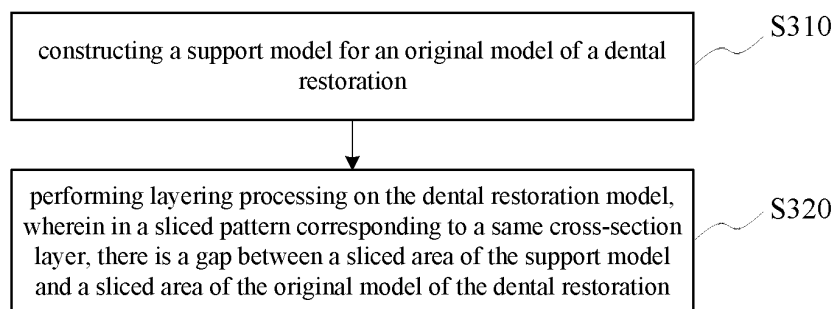 constructing a support model for an original model of a dental
restoration
S310
performing layering processing on the dental restoration model,
wherein in a sliced pattern corresponding to a same cross-section
layer, there is a gap between a sliced area of the support model
and a sliced area of the original model of the dental restoration
S320